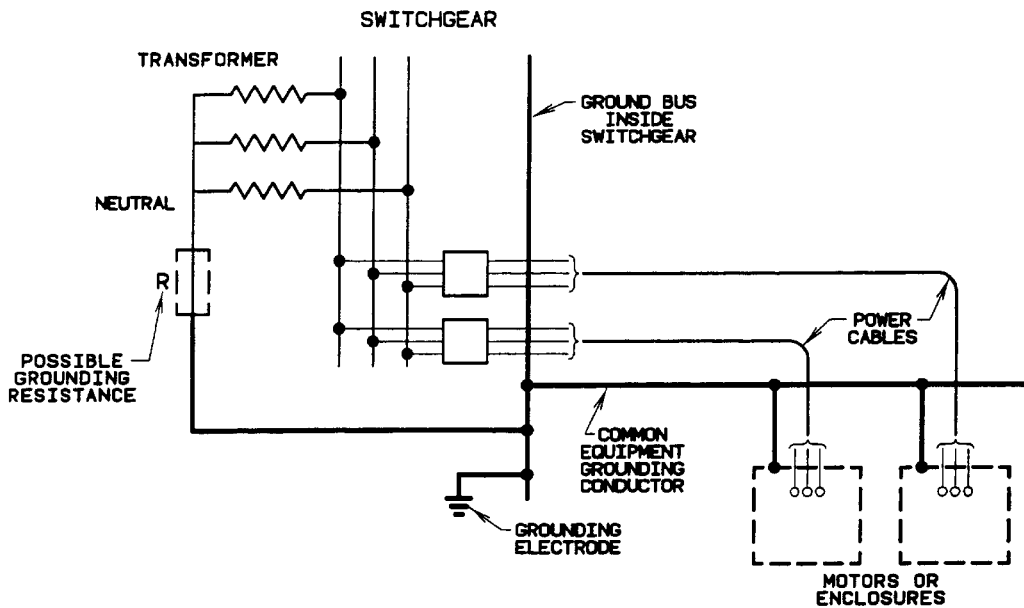 SWITCHGEAR
TRANSFORMER
GROUND BUS
INSIDE
SWITCHGEAR
NEUTRAL
R
POSSIBLE
GROUNDING
RESISTANCE
POWER
CABLES
COMMON
EQUIPMENT
GROUNDING
CONDUCTOR
GROUNDING
ELECTRODE
MOTORS OR
ENCLOSURES